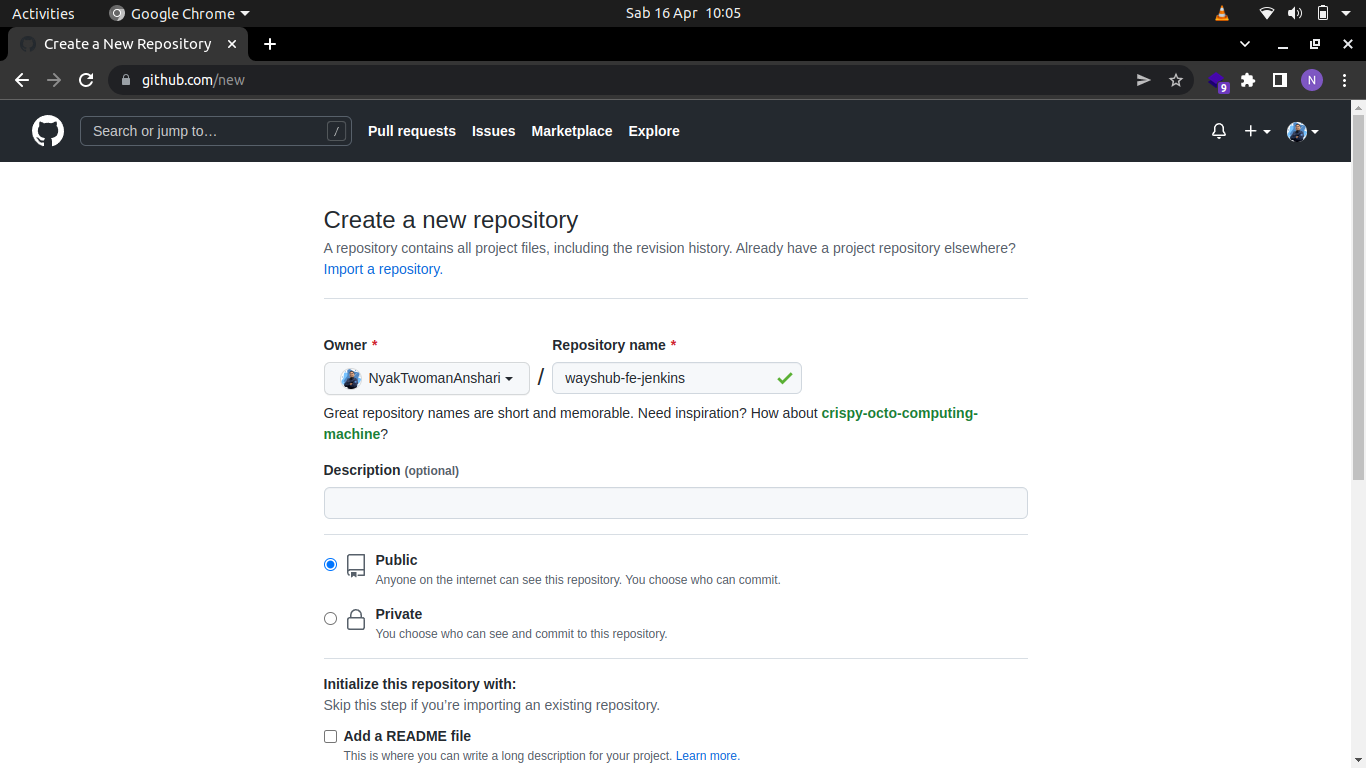 Activities Google Chrome Sab 16 Apr 10:05
Create a New Repository
github.com/new 9 N
Search or jump to… / Pull requests Issues Marketplace Explore
Create a new repository
A repository contains all project files, including the revision history. Already have a project repository elsewhere?
Import a repository.
Owner * Repository name *
NyakTwomanAnshari / wayshub-fe-jenkins
Great repository names are short and memorable. Need inspiration? How about crispy-octo-computing-
machine?
Description (optional)
Public
Anyone on the internet can see this repository. You choose who can commit.
Private
You choose who can see and commit to this repository.
Initialize this repository with:
Skip this step if you’re importing an existing repository.
Add a README file
This is where you can write a long description for your project. Learn more.